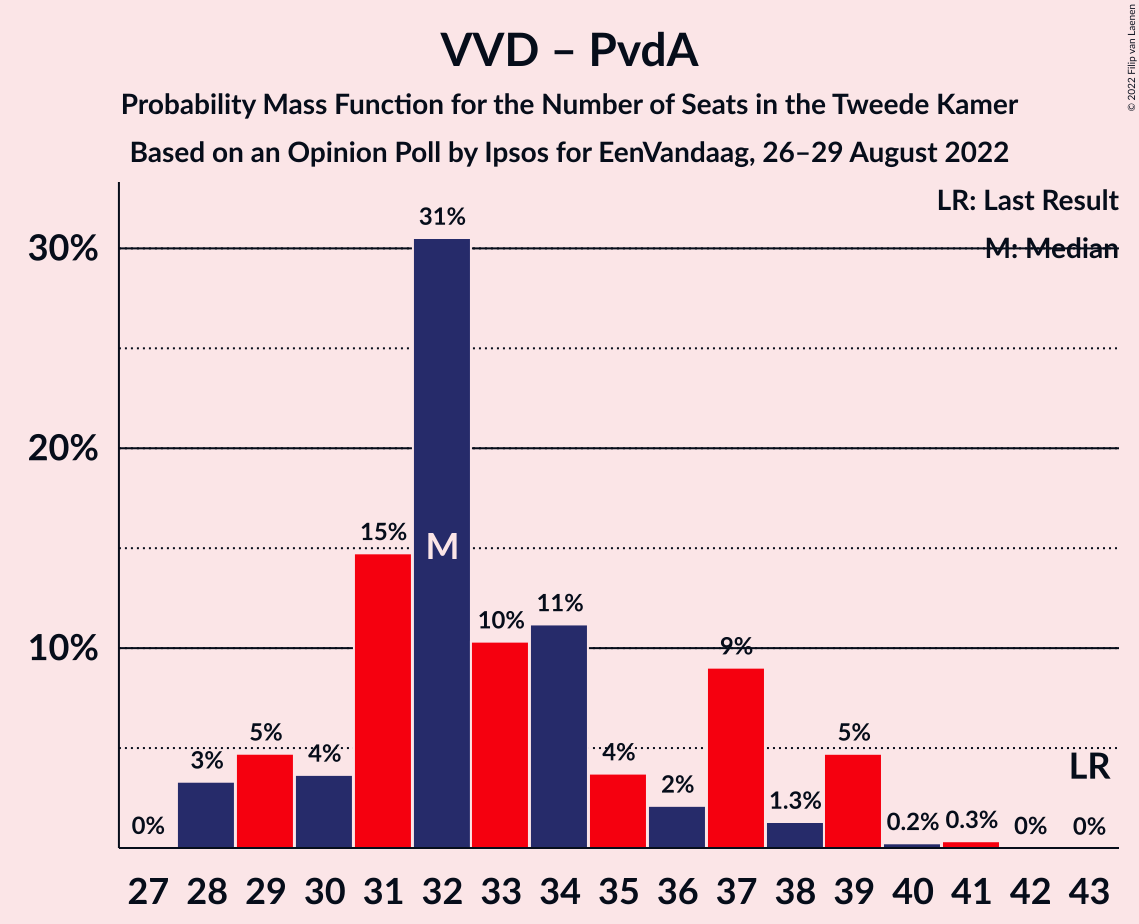 VVD – PvdA
Probability Mass Function for the Number of Seats in the Tweede Kamer
Based on an Opinion Poll by Ipsos for EenVandaag, 26–29 August 2022
© 2022 Filip van Laenen
LR: Last Result
M: Median
30%
20%
10%
0%
3%
5%
4%
15%
31%
M
10%
11%
4%
2%
9%
1.3%
5%
0.2%
0.3%
0%
0%
LR
27 28 29 30 31 32 33 34 35 36 37 38 39 40 41 42 43